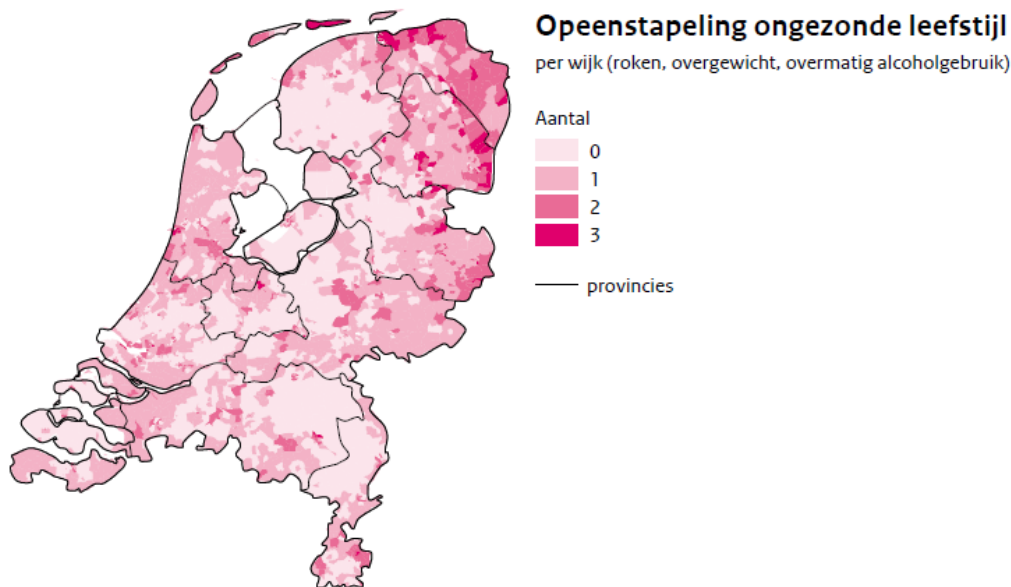 Opeenstapeling ongezonde leefstijl
per wijk (roken, overgewicht, overmatig alcoholgebruik)
Aantal
0
1
2
3
provincies